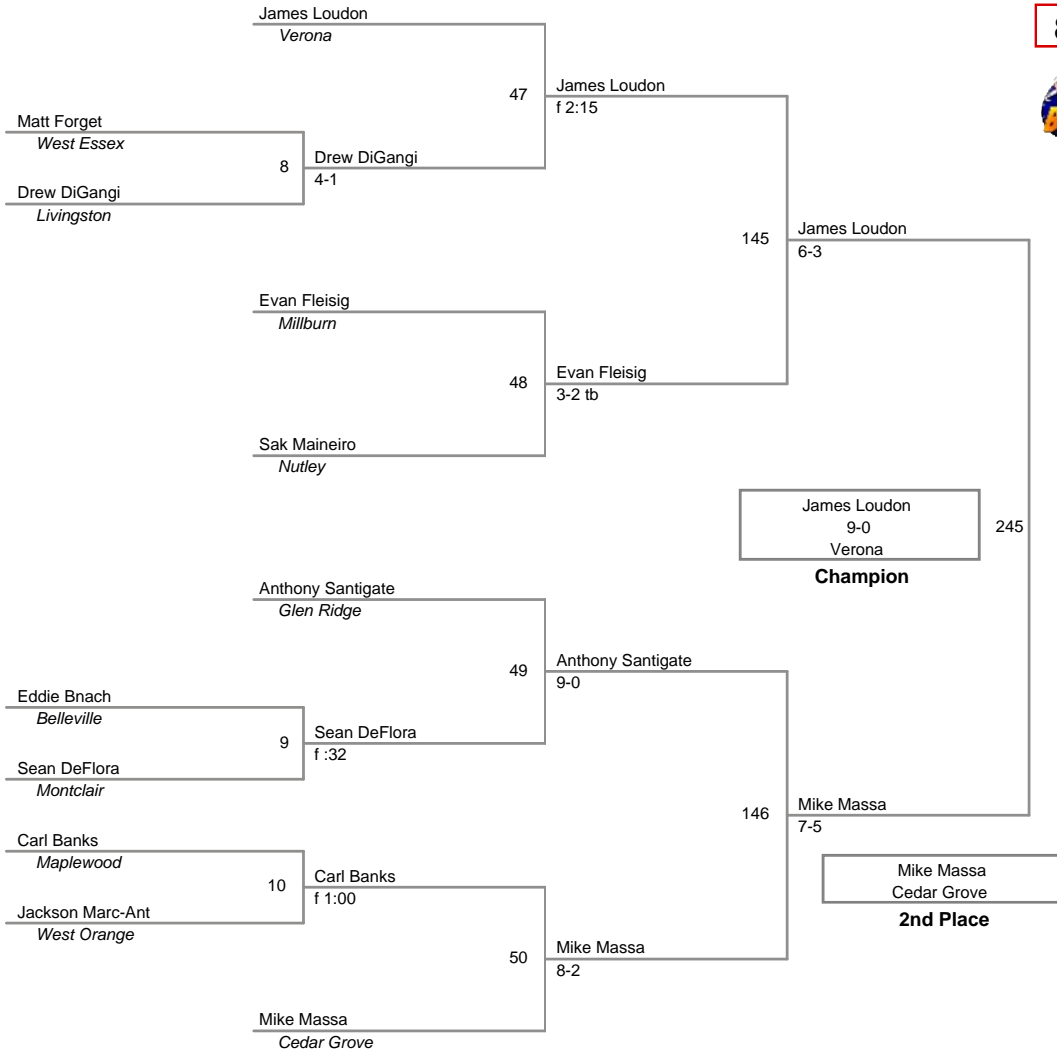 James Loudon
Verona
47
James Loudon
f 2:15
Matt Forget
West Essex
8
Drew DiGangi
4-1
Drew DiGangi
Livingston
145
James Loudon
6-3
Evan Fleisig
Millburn
48
Evan Fleisig
3-2 tb
Sak Maineiro
Nutley
James Loudon
9-0
Verona
245
Champion
Anthony Santigate
Glen Ridge
49
Anthony Santigate
9-0
Eddie Bnach
Belleville
9
Sean DeFlora
f :32
Sean DeFlora
Montclair
146
Mike Massa
7-5
Carl Banks
Maplewood
10
Carl Banks
f 1:00
Jackson Marc-Ant
West Orange
Mike Massa
Cedar Grove
2nd Place
50
Mike Massa
8-2
Mike Massa
Cedar Grove